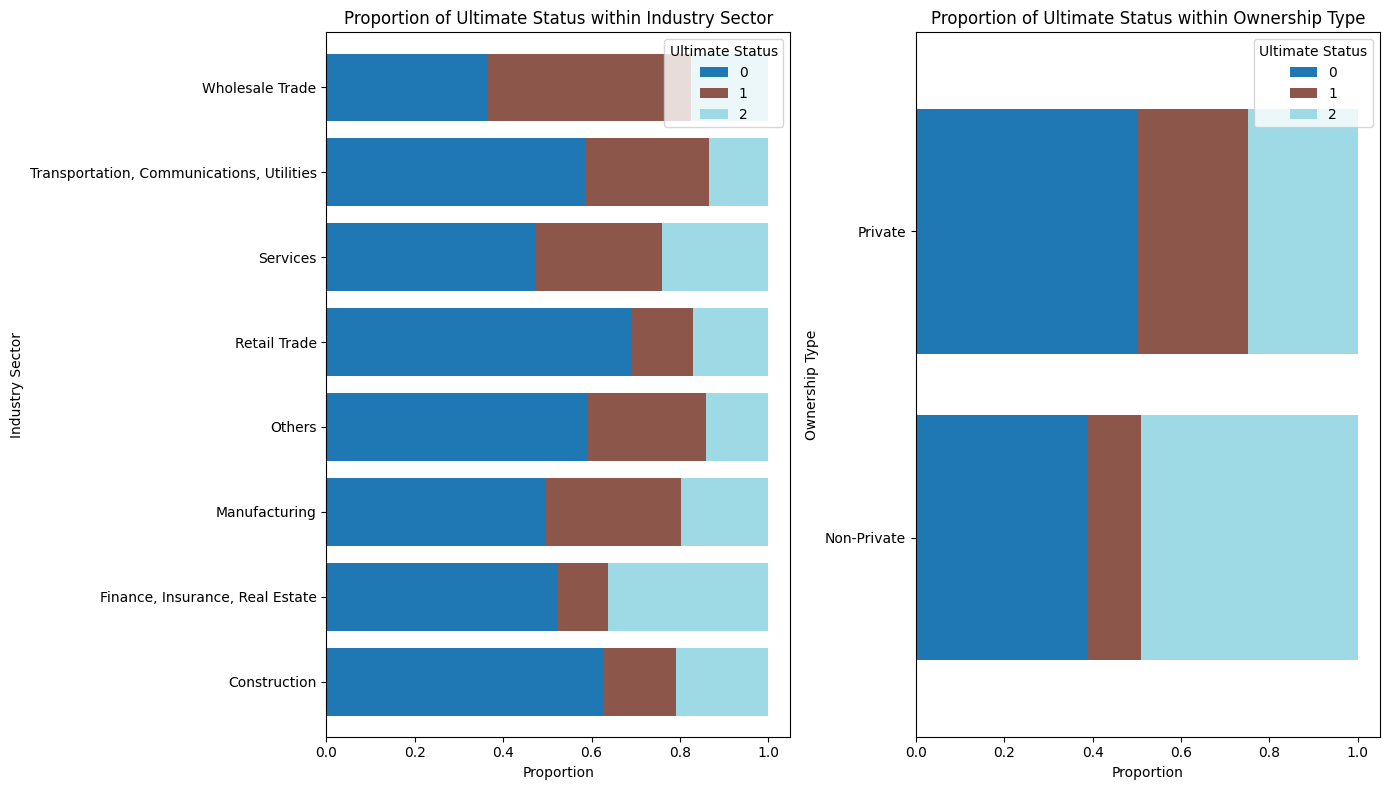 Proportion of Ultimate Status within Industry Sector
Ultimate Status
0
1
2
Industry Sector
Wholesale Trade
Transportation, Communications, Utilities
Services
Retail Trade
Others
Manufacturing
Finance, Insurance, Real Estate
Construction
0.0 0.2 0.4 0.6 0.8 1.0
Proportion
Proportion of Ultimate Status within Ownership Type
Ultimate Status
0
1
2
Ownership Type
Private
Non-Private
0.0 0.2 0.4 0.6 0.8 1.0
Proportion